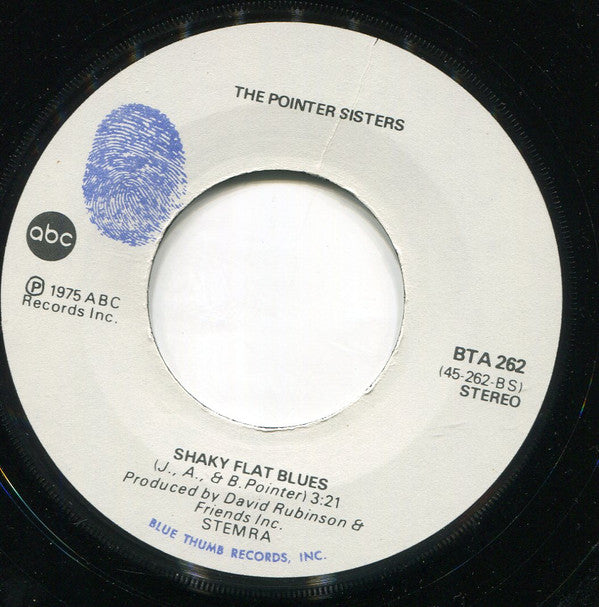 THE POINTER SISTERS
abc
Ⓟ 1975 ABC
Records Inc.
BTA 262
(45-262-BS)
STEREO
SHAKY FLAT BLUES
(J., A., & B. Pointer) 3:21
Produced by David Rubinson &
Friends Inc.
STEMRA
BLUE THUMB RECORDS, INC.